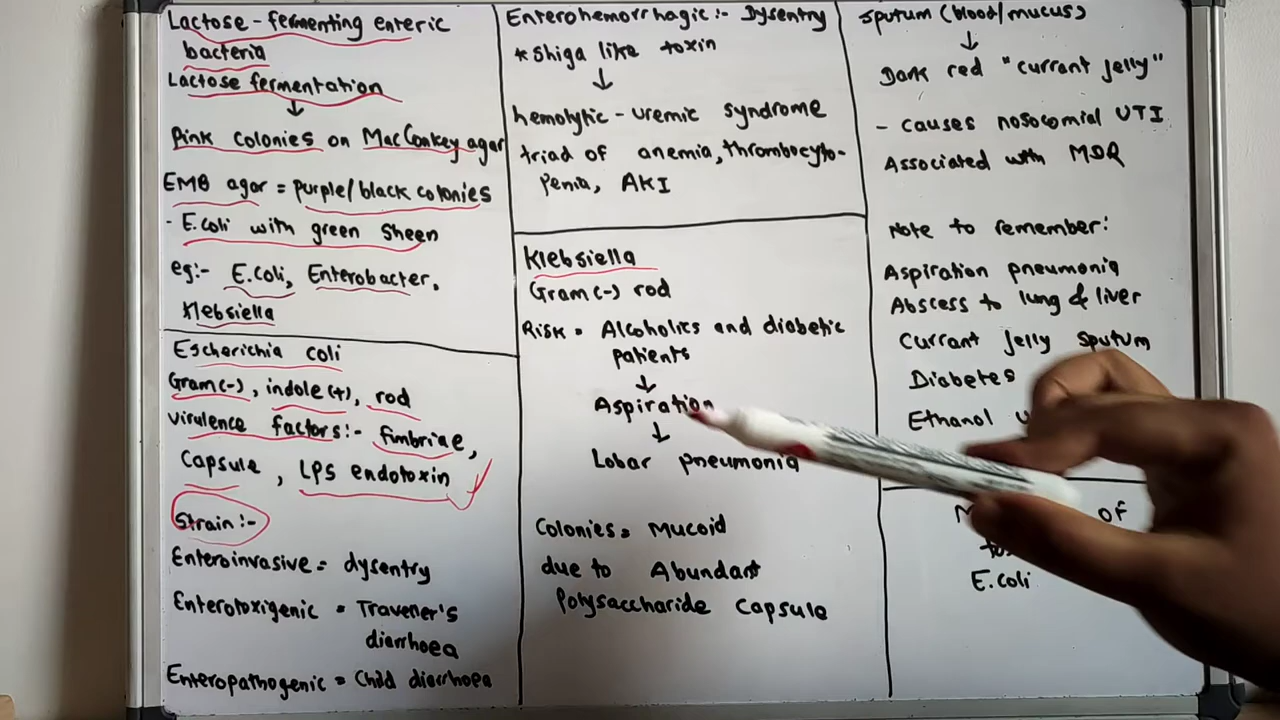 Lactose - fermenting enteric
bacteria
Lactose fermentation
↓
Pink colonies on MacConkey agar
EMB agar = purple/black colonies
- E.coli with green sheen
eg:- E.coli, Enterobacter,
Klebsiella
Escherichia coli
Gram(-), indole(+), rod
virulence factors:- fimbriae,
Capsule, LPS endotoxin
Strain:-
Enteroinvasive = dysentry
Enterotoxigenic = Traveller's
diarrhoea
Enteropathogenic = Child diarrhoea
Enterohemorrhagic:- Dysentry
* Shiga like toxin
↓
hemolytic - uremic syndrome
triad of anemia, thrombocyto-
penia, AKI
Klebsiella
Gram(-) rod
Risk = Alcoholics and diabetic
patients
↓
Aspiration
↓
Lobar pneumonia
Colonies = Mucoid
due to Abundant
Polysaccharide Capsule
Sputum (blood/mucus)
↓
Dark red "currant jelly"
- causes nosocomial UTI
Associated with MDR
Note to remember:
Aspiration pneumonia
Abscess to lung & liver
Currant jelly sputum
Diabetes
Ethanol
of
E.coli